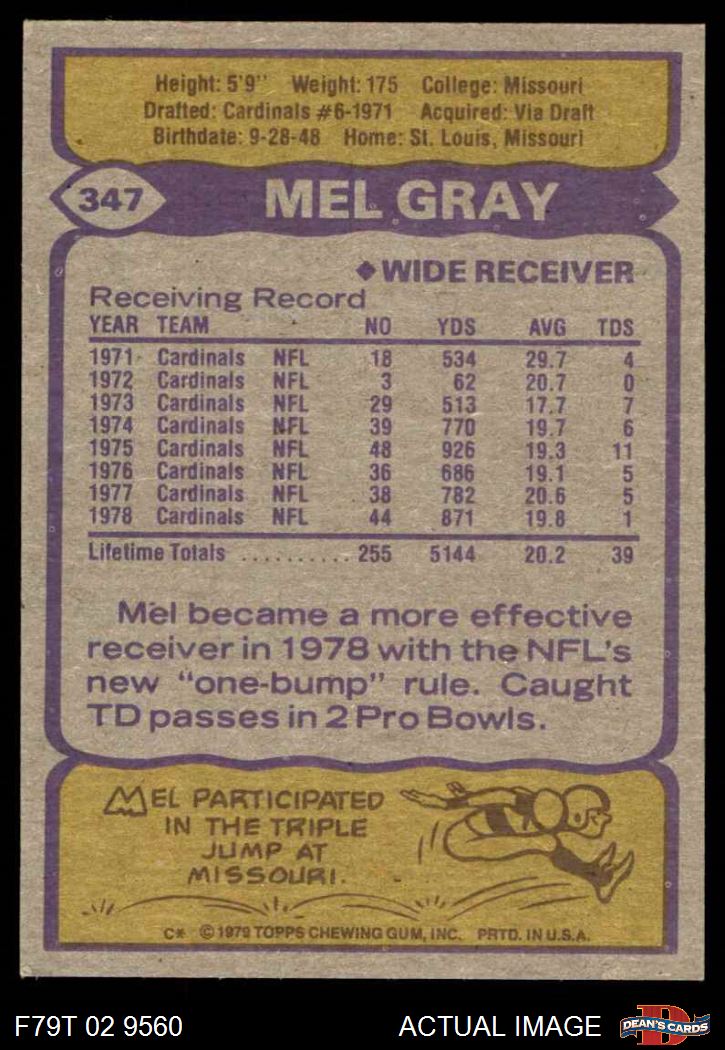 Height: 5'9" Weight: 175 College: Missouri
Drafted: Cardinals #6-1971 Acquired: Via Draft
Birthdate: 9-28-48 Home: St. Louis, Missouri
347 MEL GRAY
◆ WIDE RECEIVER
Receiving Record
YEAR TEAM NO YDS AVG TDS
1971 Cardinals NFL 18 534 29.7 4
1972 Cardinals NFL 3 62 20.7 0
1973 Cardinals NFL 29 513 17.7 7
1974 Cardinals NFL 39 770 19.7 6
1975 Cardinals NFL 48 926 19.3 11
1976 Cardinals NFL 36 686 19.1 5
1977 Cardinals NFL 38 782 20.6 5
1978 Cardinals NFL 44 871 19.8 1
Lifetime Totals .......... 255 5144 20.2 39
Mel became a more effective
receiver in 1978 with the NFL's
new "one-bump" rule. Caught
TD passes in 2 Pro Bowls.
MEL PARTICIPATED
IN THE TRIPLE
JUMP AT
MISSOURI.
C* © 1979 TOPPS CHEWING GUM, INC. PRTD. IN U.S.A.
F79T 02 9560 ACTUAL IMAGE D DEAN'S CARDS